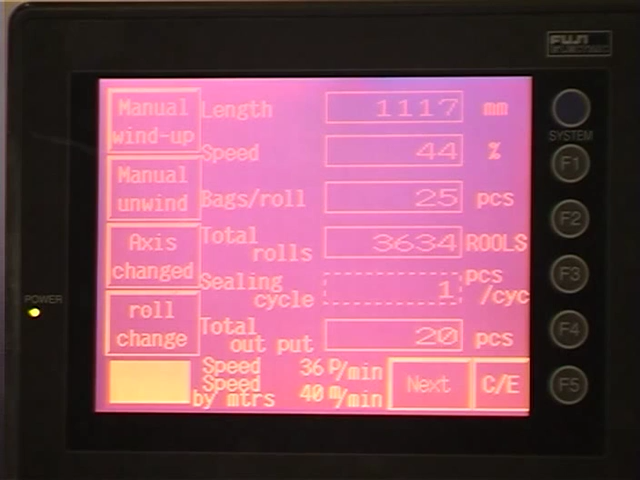 FUJI
ELECTRIC
Manual
wind-up
Length 1117 mm
SYSTEM
Speed 44 %
F1
Manual
unwind
Bags/roll 25 pcs
F2
Axis
changed
Total
rolls 3634 ROOLS
F3
Sealing
cycle 1 pcs
/cyc
POWER
roll
change
Total
out put 20 pcs
F4
Speed 36 P/min
Speed
by mtrs 40 m/min
Next
C/E
F5